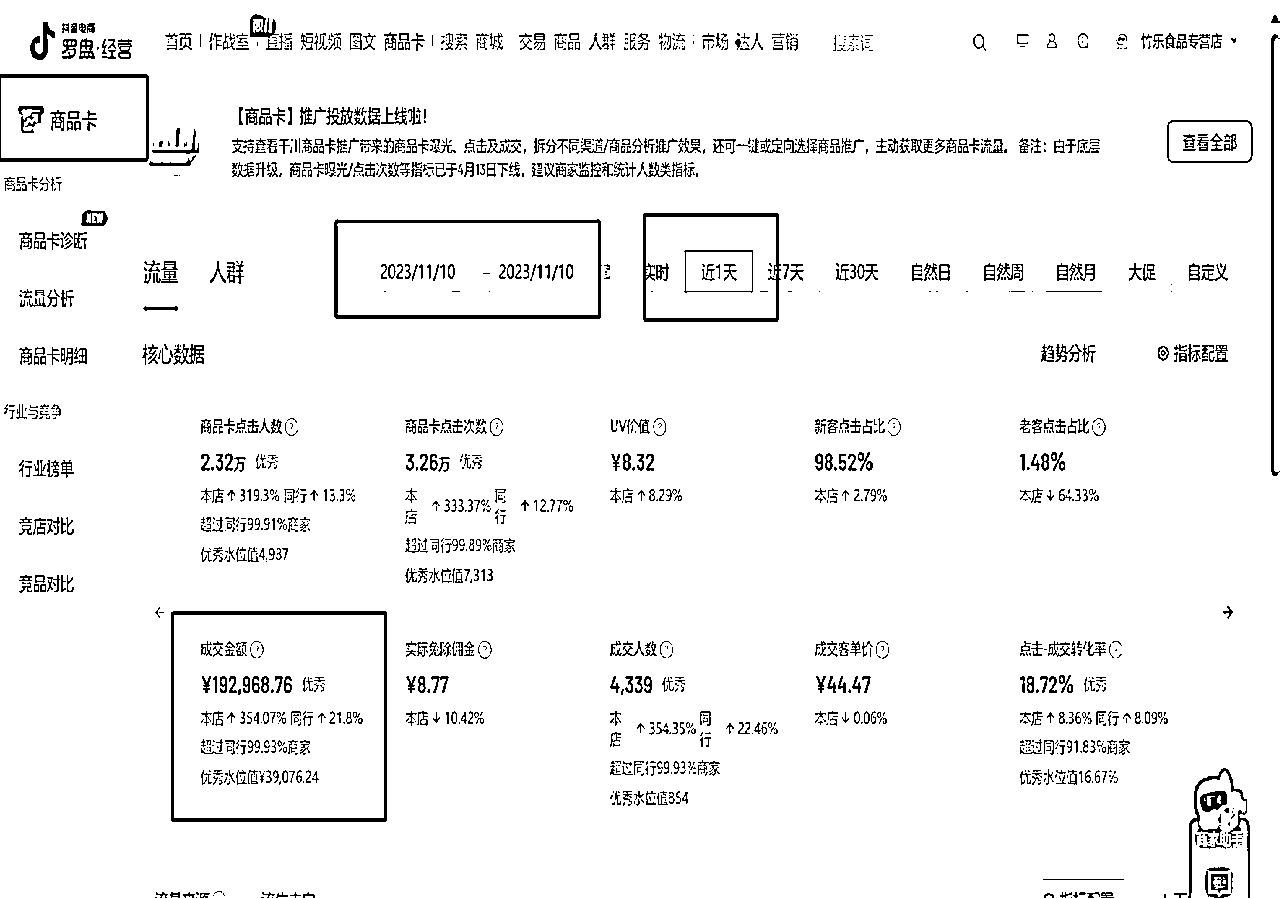 抖音电商
罗盘·经营
首页 作战室 直播 短视频 图文 商品卡 搜索 商城 交易 商品 人群 服务 物流 市场 达人 营销 搜索词 竹乐食品专营店
商品卡
【商品卡】推广投放数据上线啦!
支持查看千川商品卡推广带来的商品卡曝光、点击及成交,拆分不同渠道/商品分析推广效果,还可一键或定向选择商品推广,主动获取更多商品卡流量。备注:由于底层
数据升级,商品卡曝光/点击次数等指标已于4月13日下线,建议商家监控和统计人数类指标。
查看全部
商品卡分析
NEW
商品卡诊断
流量分析
商品卡明细
行业与竞争
行业榜单
竞店对比
竞品对比
流量 人群
2023/11/10 - 2023/11/10
实时 近1天 近7天 近30天 自然日 自然周 自然月 大促 自定义
核心数据
趋势分析 指标配置
商品卡点击人数
2.32万 优秀
本店↑319.3% 同行↑13.3%
超过同行99.91%商家
优秀水位值4,937
商品卡点击次数
3.26万 优秀
本店 ↑333.37% 同行 ↑12.77%
超过同行99.89%商家
优秀水位值7,313
UV价值
¥8.32
本店↑8.29%
新客点击占比
98.52%
本店↑2.79%
老客点击占比
1.48%
本店↓64.33%
成交金额
¥192,968.76 优秀
本店↑354.07% 同行↑21.8%
超过同行99.93%商家
优秀水位值¥39,076.24
实际免除佣金
¥8.77
本店↓10.42%
成交人数
4,339 优秀
本店 ↑354.35% 同行 ↑22.46%
超过同行99.93%商家
优秀水位值854
成交客单价
¥44.47
本店↓0.06%
点击-成交转化率
18.72% 优秀
本店↑8.36% 同行↑8.09%
超过同行91.83%商家
优秀水位值16.67%
商家助手